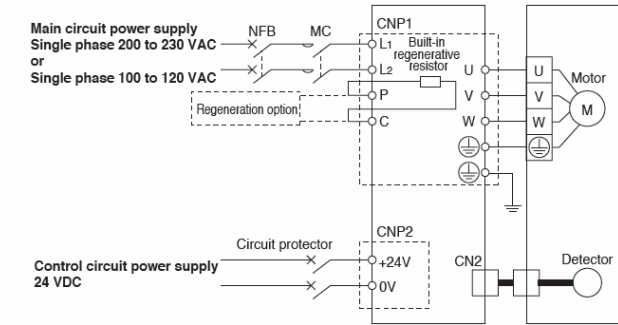 CNP1
Main circuit power supply
NFB
MC
Single phase 200 to 230 VAC
or
Single phase 100 to 120 VAC
L1
L2
Built-in
regenerative
resistor
P
C
Regeneration option
U
V
W
U
V
W
Motor
M
CNP2
Circuit protector
Control circuit power supply
24 VDC
+24V
0V
CN2
Detector